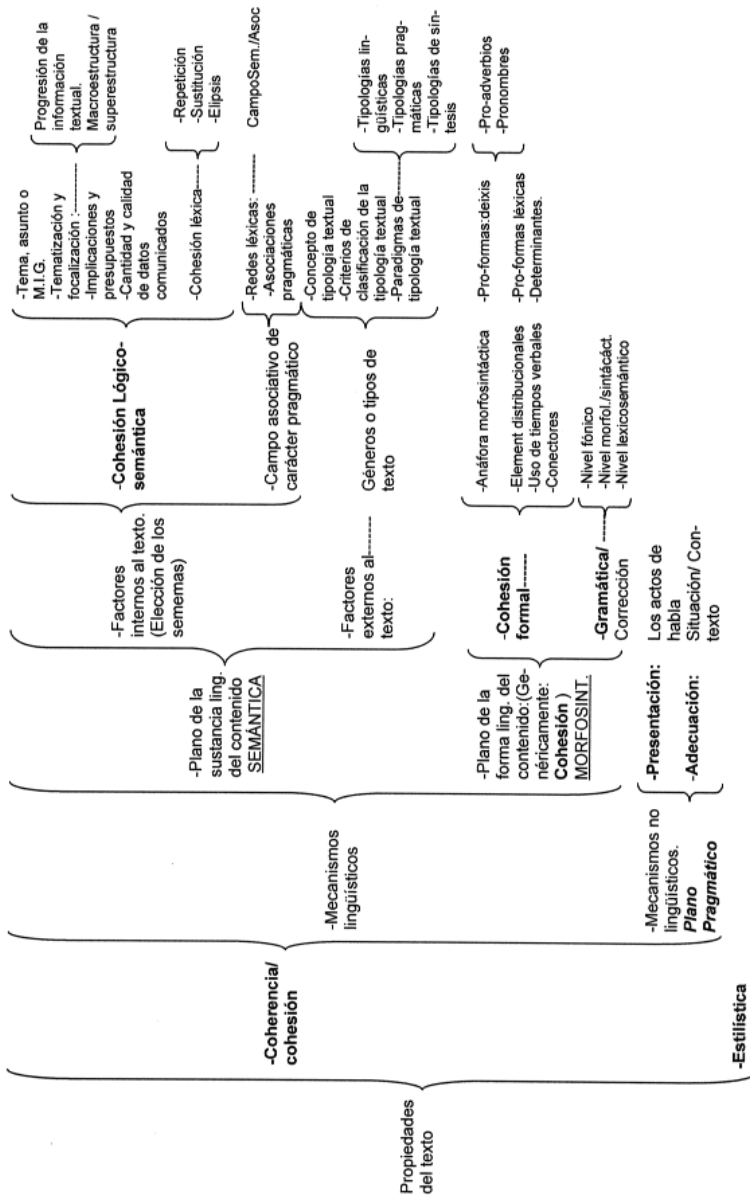 Propiedades
del texto
-Coherencia/
cohesión
-Estilística
-Mecanismos
lingüísticos
-Mecanismos no
lingüísticos.
Plano
Pragmático
-Plano de la
sustancia ling.
del contenido
SEMÁNTICA
-Plano de la
forma ling. del
contenido:(Ge-
néricamente:
Cohesión )
MORFOSINT.
-Presentación:
-Adecuación:
-Factores
internos al texto.
(Elección de los
sememas)
-Factores
externos al-------
texto:
-Cohesión
formal------
-Gramática/ -----
Corrección
Los actos de
habla
Situación/ Con-
texto
-Cohesión Lógico-
semántica
-Campo asociativo de
carácter pragmático
Géneros o tipos de
texto
-Anáfora morfosintáctica
-Element distribucionales
-Uso de tiempos verbales
-Conectores
-Nivel fónico
-Nivel morfol./sintácáct.
-Nivel lexicosemántico
-Tema, asunto o
M.I.G.
-Tematización y
focalización :----------
-Implicaciones y
presupuestos
-Cantidad y calidad
de datos
comunicados
-Cohesión léxica-----
-Redes léxicas: -------
-Asociaciones
pragmáticas
-Concepto de
tipología textual
-Criterios de
clasificación de la
tipología textual
-Paradigmas de-------
tipología textual
-Pro-formas:deixis
-Pro-formas léxicas
-Determinantes.
Progresión de la
información
textual.
Macroestructura /
superestructura
-Repetición
-Sustitución
-Elipsis
CampoSem./Asoc
-Tipologías lin-
güísticas
-Tipologías prag-
máticas
-Tipologías de sín-
tesis
-Pro-adverbios
-Pronombres